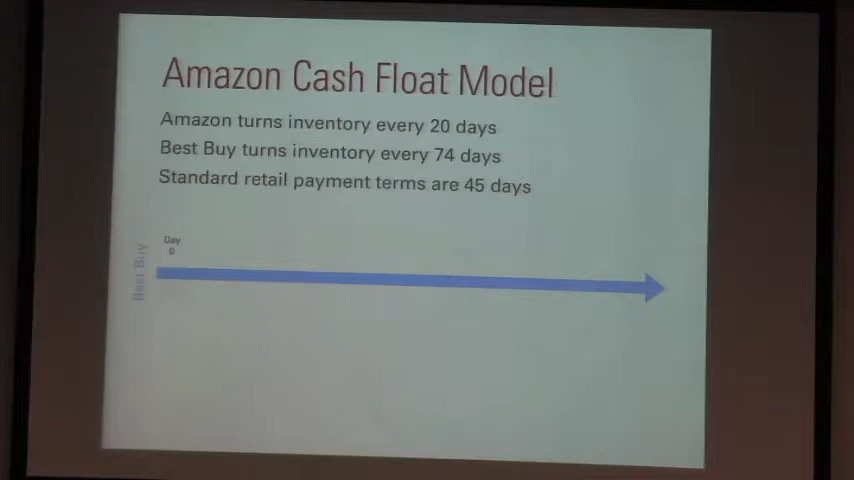 Amazon Cash Float Model
Amazon turns inventory every 20 days
Best Buy turns inventory every 74 days
Standard retail payment terms are 45 days
Day
0
Best Buy